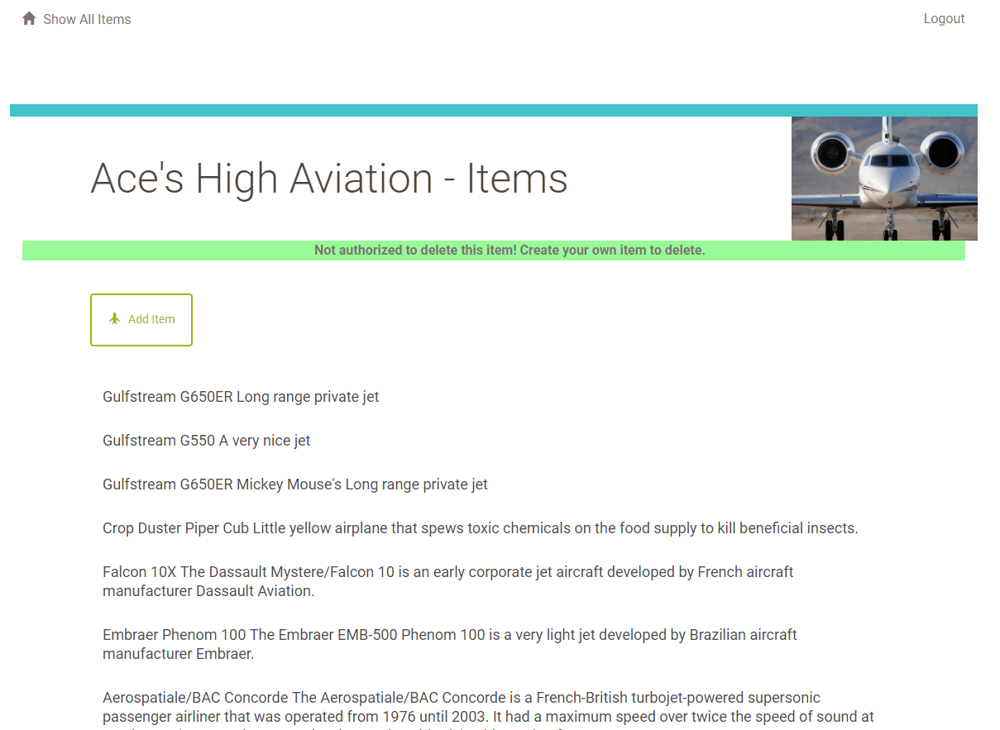 Show All Items
Logout
Ace's High Aviation - Items
Not authorized to delete this item! Create your own item to delete.
Add Item
Gulfstream G650ER Long range private jet
Gulfstream G550 A very nice jet
Gulfstream G650ER Mickey Mouse's Long range private jet
Crop Duster Piper Cub Little yellow airplane that spews toxic chemicals on the food supply to kill beneficial insects.
Falcon 10X The Dassault Mystere/Falcon 10 is an early corporate jet aircraft developed by French aircraft
manufacturer Dassault Aviation.
Embraer Phenom 100 The Embraer EMB-500 Phenom 100 is a very light jet developed by Brazilian aircraft
manufacturer Embraer.
Aerospatiale/BAC Concorde The Aerospatiale/BAC Concorde is a French-British turbojet-powered supersonic
passenger airliner that was operated from 1976 until 2003. It had a maximum speed over twice the speed of sound at